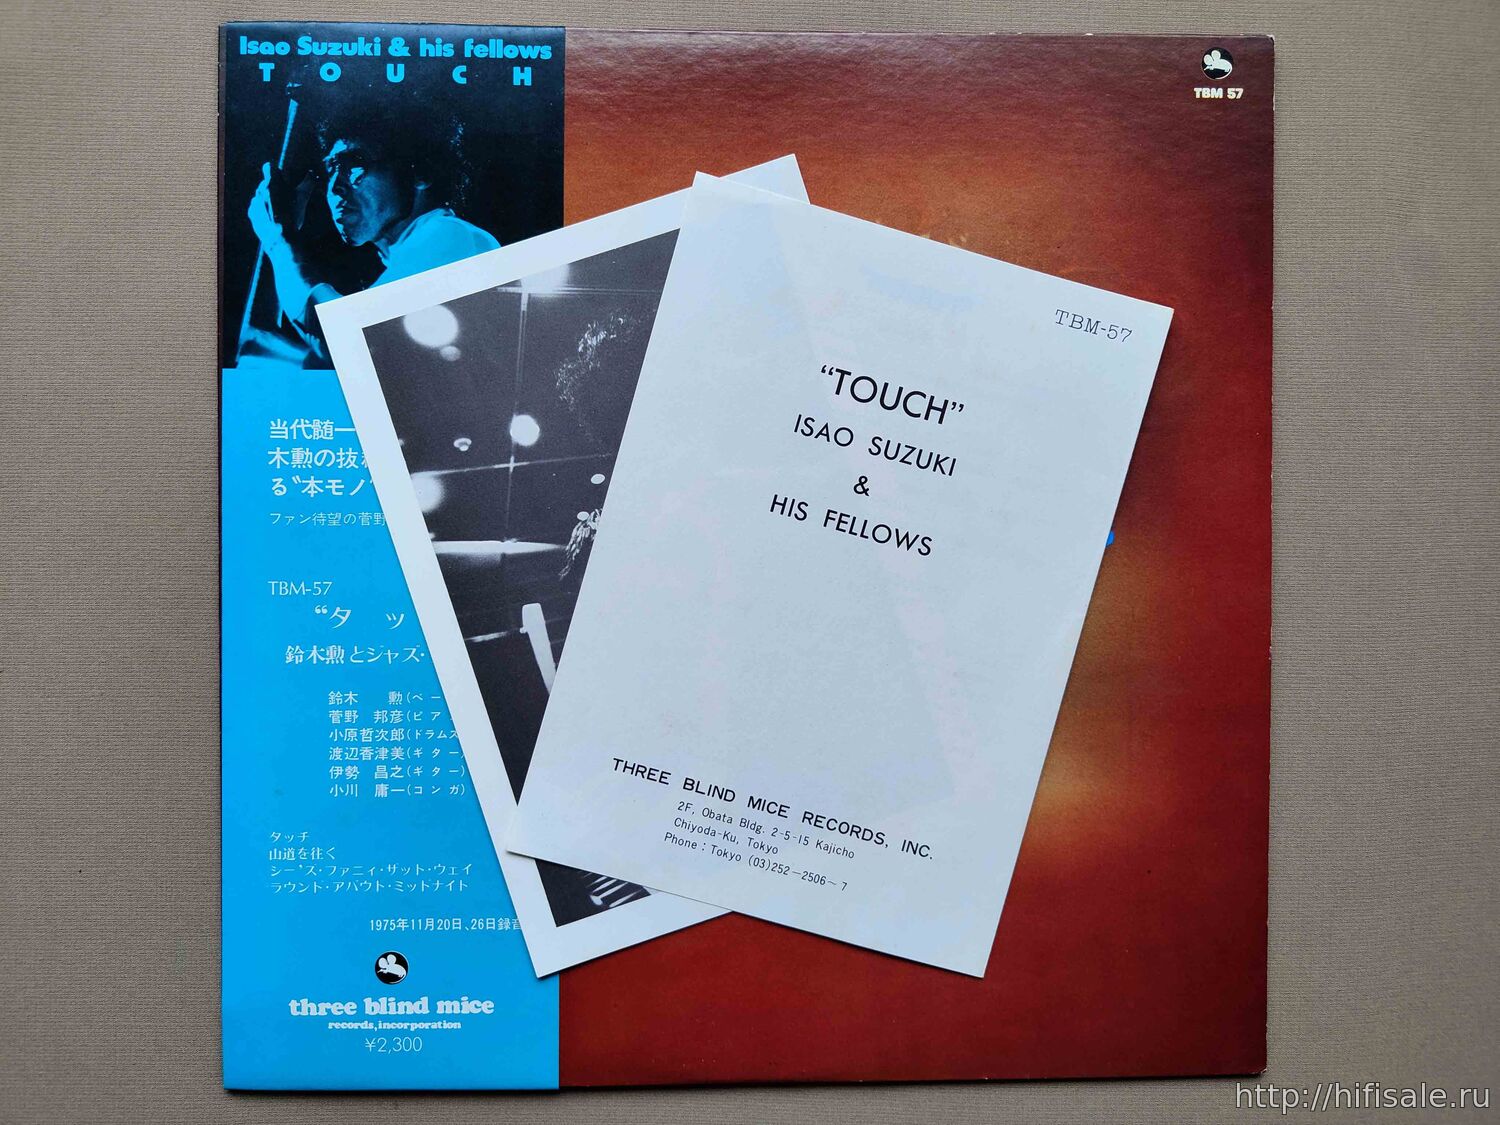 Isao Suzuki & his fellows
TOUCH
TBM 57
当代随一
木勲の抜
る“本モノ”
ファン待望の菅野
TBM-57
“タッ
鈴木勲とジャズ・
鈴木　勲(ベー
菅野 邦彦(ピア
小原哲次郎(ドラムス
渡辺香津美(ギター)
伊勢 昌之(ギター)
小川 庸一(コンガ)
タッチ
山道を往く
シー’ズ・ファニィ・ザット・ウェイ
ラウンド・アバウト・ミッドナイト
1975年11月20日、26日録音
three blind mice
records, incorporation
¥2,300
TBM-57
“TOUCH”
ISAO SUZUKI
&
HIS FELLOWS
THREE BLIND MICE RECORDS, INC.
2F, Obata Bldg. 2-5-15 Kajicho
Chiyoda-Ku, Tokyo
Phone : Tokyo (03)252-2506~7
http://hifisale.ru